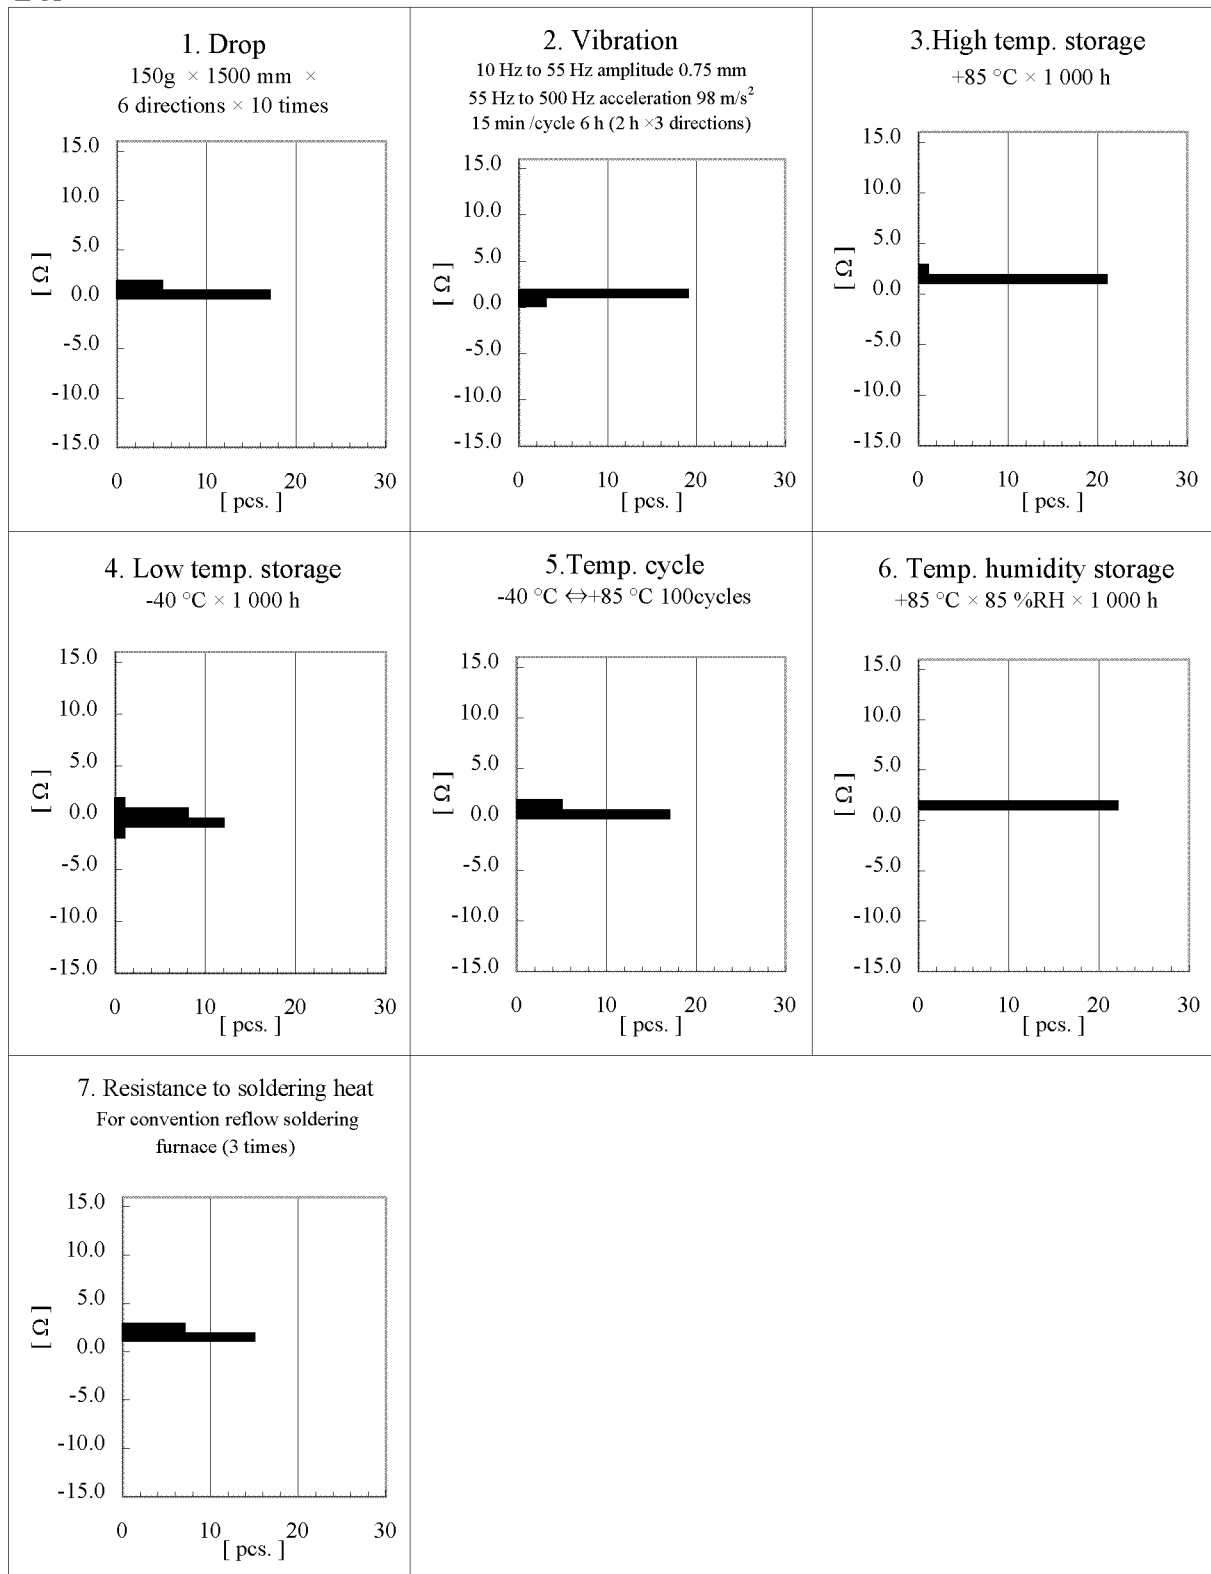 1. Drop
150g × 1500 mm ×
6 directions × 10 times
15.0
10.0
5.0
0.0
-5.0
-10.0
-15.0
[ Ω ]
0 10 20 30
[ pcs. ]
2. Vibration
10 Hz to 55 Hz amplitude 0.75 mm
55 Hz to 500 Hz acceleration 98 m/s²
15 min /cycle 6 h (2 h ×3 directions)
15.0
10.0
5.0
0.0
-5.0
-10.0
-15.0
[ Ω ]
0 10 20 30
[ pcs. ]
3.High temp. storage
+85 °C × 1 000 h
15.0
10.0
5.0
0.0
-5.0
-10.0
-15.0
[ Ω ]
0 10 20 30
[ pcs. ]
4. Low temp. storage
-40 °C × 1 000 h
15.0
10.0
5.0
0.0
-5.0
-10.0
-15.0
[ Ω ]
0 10 20 30
[ pcs. ]
5.Temp. cycle
-40 °C ⇔+85 °C 100cycles
15.0
10.0
5.0
0.0
-5.0
-10.0
-15.0
[ Ω ]
0 10 20 30
[ pcs. ]
6. Temp. humidity storage
+85 °C × 85 %RH × 1 000 h
15.0
10.0
5.0
0.0
-5.0
-10.0
-15.0
[ Ω ]
0 10 20 30
[ pcs. ]
7. Resistance to soldering heat
For convention reflow soldering
furnace (3 times)
15.0
10.0
5.0
0.0
-5.0
-10.0
-15.0
[ Ω ]
0 10 20 30
[ pcs. ]